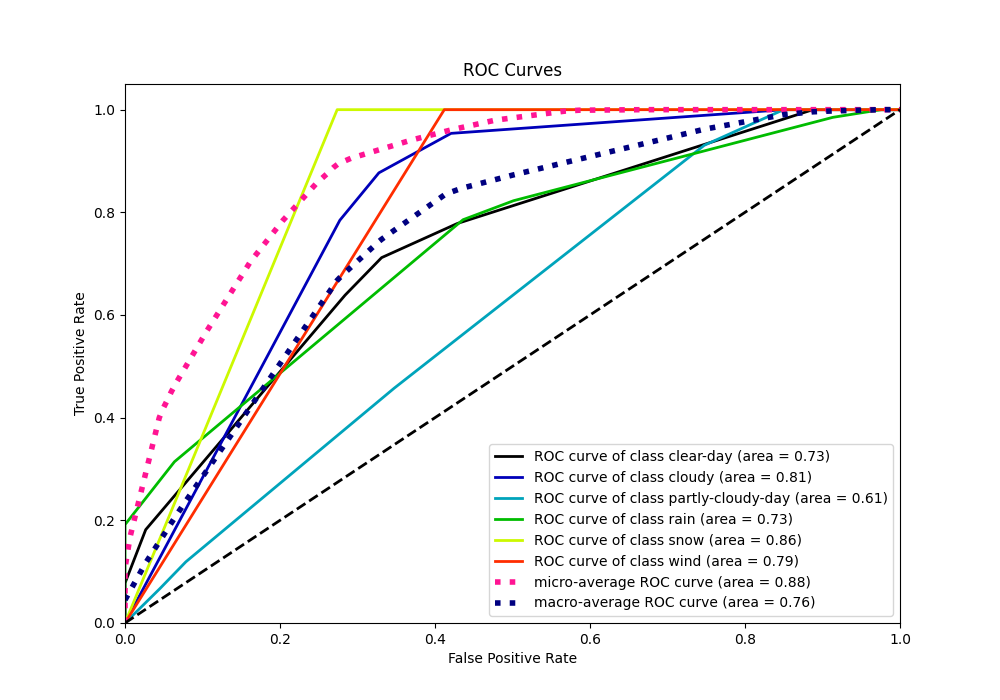 ROC Curves
True Positive Rate
1.0
0.8
0.6
0.4
0.2
0.0
ROC curve of class clear-day (area = 0.73)
ROC curve of class cloudy (area = 0.81)
ROC curve of class partly-cloudy-day (area = 0.61)
ROC curve of class rain (area = 0.73)
ROC curve of class snow (area = 0.86)
ROC curve of class wind (area = 0.79)
micro-average ROC curve (area = 0.88)
macro-average ROC curve (area = 0.76)
0.0 0.2 0.4 0.6 0.8 1.0
False Positive Rate